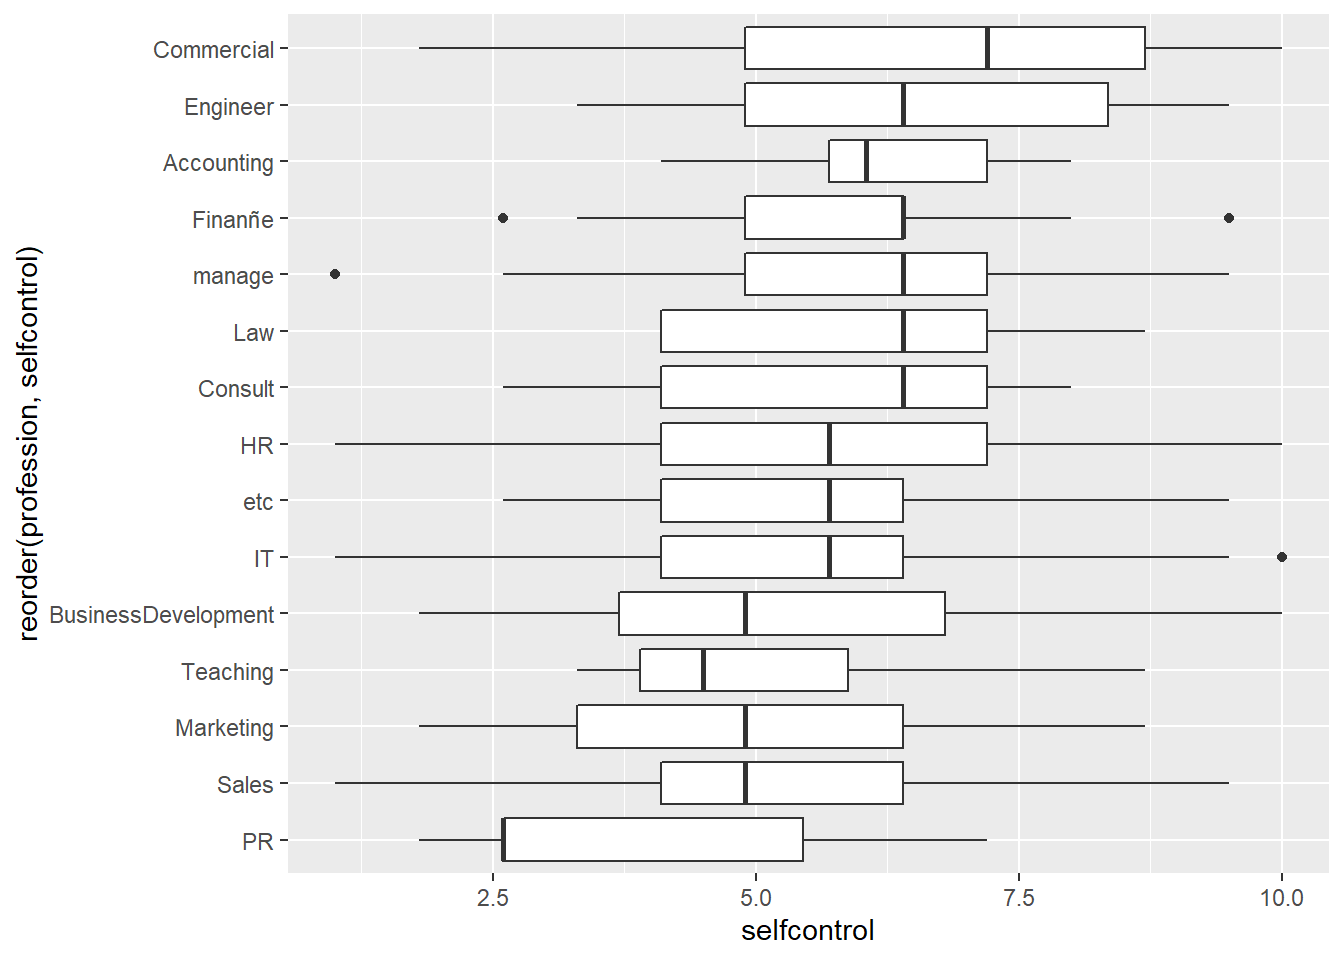 Commercial
Engineer
Accounting
Finanñe
manage
Law
Consult
HR
etc
IT
BusinessDevelopment
Teaching
Marketing
Sales
PR
reorder(profession, selfcontrol)
2.5 5.0 7.5 10.0
selfcontrol